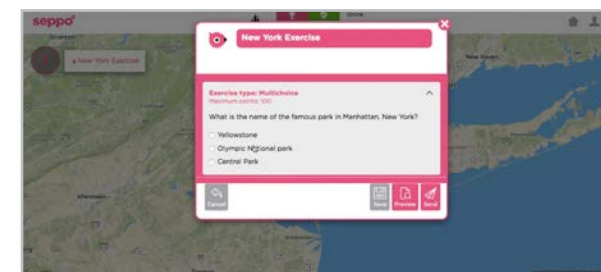 seppo
New York Exercise
New York Exercise
Exercise type: Multichoice
Maximum points: 100
What is the name of the famous park in Manhattan, New York?
Yellowstone
Olympic National park
Central Park
Cancel
Save
Preview
Send